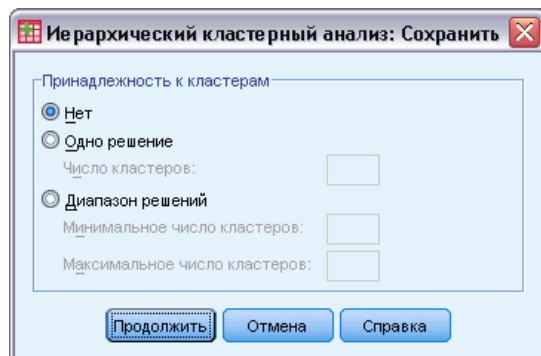 Иерархический кластерный анализ: Сохранить
Принадлежность к кластерам
Нет
Одно решение
Число кластеров:
Диапазон решений
Минимальное число кластеров:
Максимальное число кластеров:
Продолжить Отмена Справка